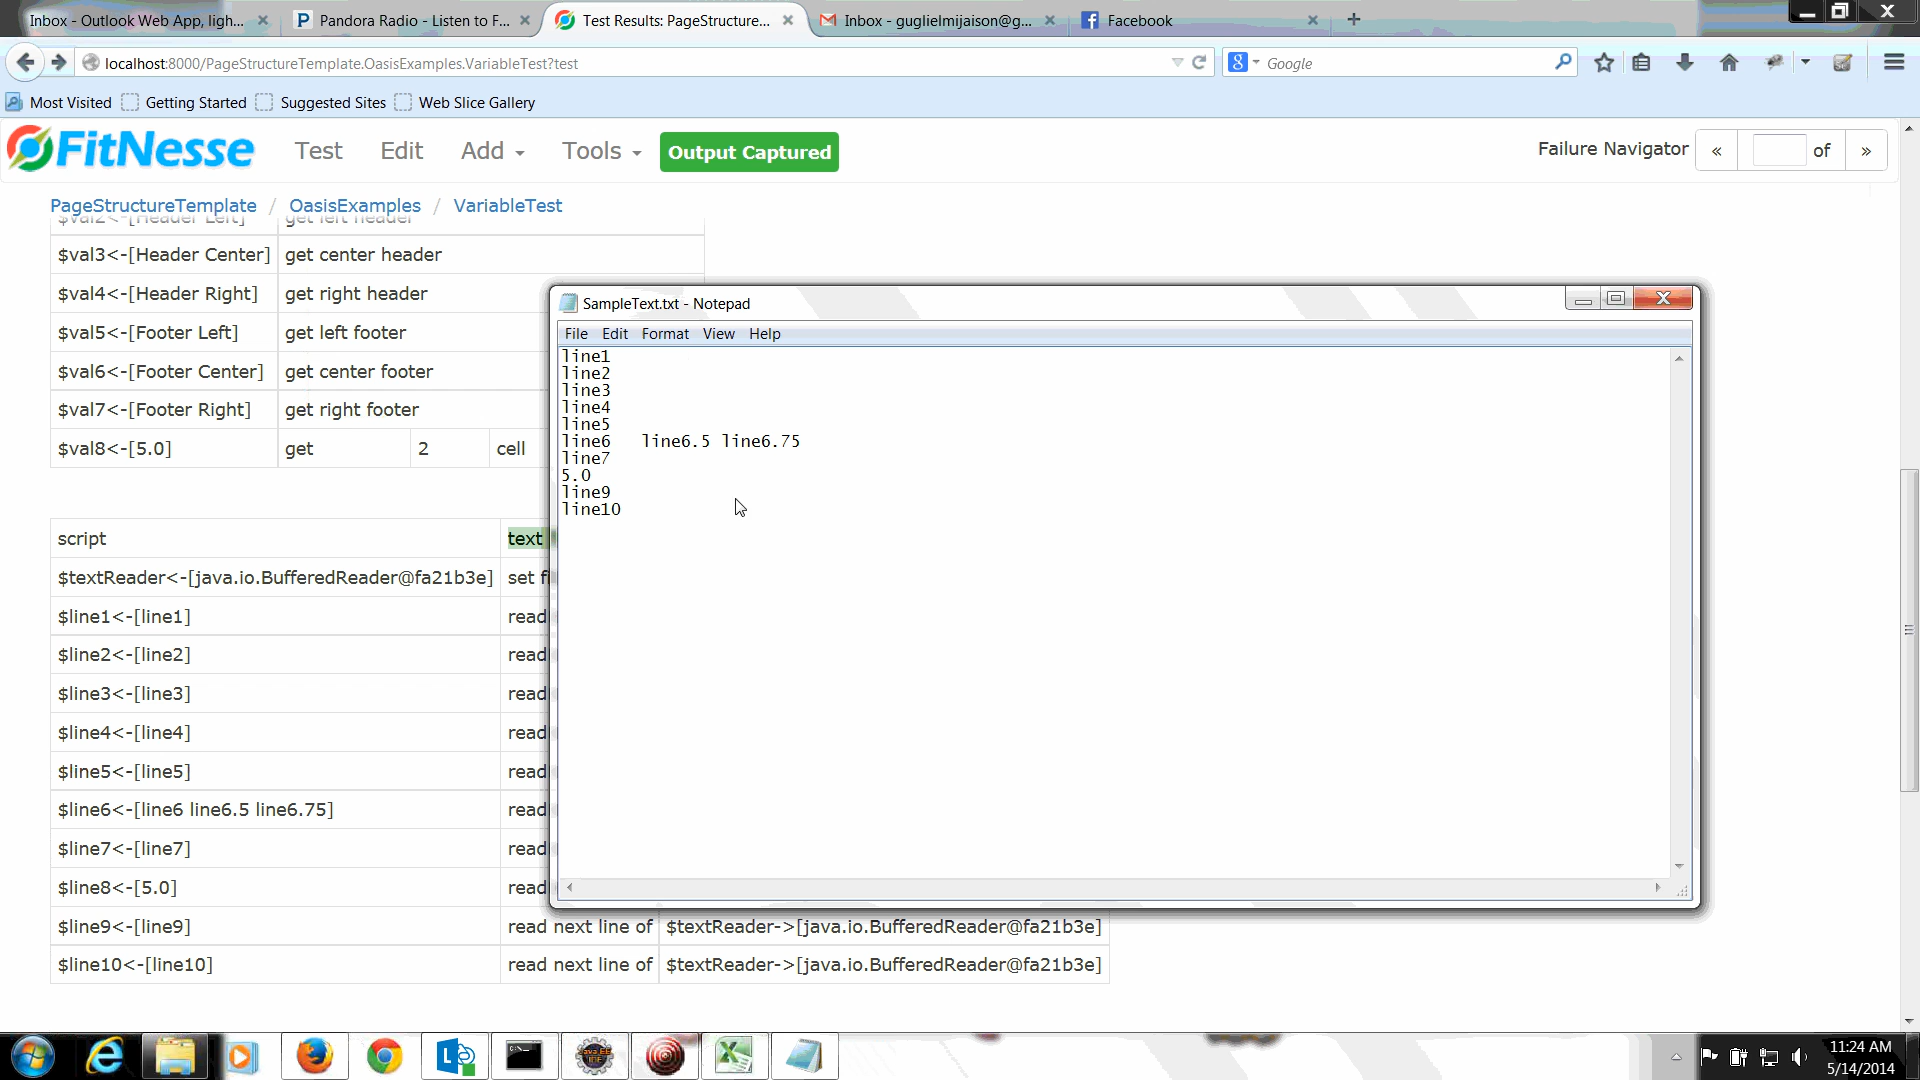 Inbox - Outlook Web App, ligh...
Pandora Radio - Listen to F...
Test Results: PageStructure...
Inbox - guglielmijaison@g...
Facebook
localhost:8000/PageStructureTemplate.OasisExamples.VariableTest?test
Google
Most Visited Getting Started Suggested Sites Web Slice Gallery
FitNesse Test Edit Add Tools Output Captured Failure Navigator « of »
PageStructureTemplate / OasisExamples / VariableTest
$val2<-[Header Left] get left header
$val3<-[Header Center] get center header
$val4<-[Header Right] get right header
$val5<-[Footer Left] get left footer
$val6<-[Footer Center] get center footer
$val7<-[Footer Right] get right footer
$val8<-[5.0] get 2 cell
script text
$textReader<-[java.io.BufferedReader@fa21b3e] set fi
$line1<-[line1] read
$line2<-[line2] read
$line3<-[line3] read
$line4<-[line4] read
$line5<-[line5] read
$line6<-[line6 line6.5 line6.75] read
$line7<-[line7] read
$line8<-[5.0] read
$line9<-[line9] read next line of $textReader->[java.io.BufferedReader@fa21b3e]
$line10<-[line10] read next line of $textReader->[java.io.BufferedReader@fa21b3e]
SampleText.txt - Notepad
File Edit Format View Help
line1
line2
line3
line4
line5
line6 line6.5 line6.75
line7
5.0
line9
line10
11:24 AM
5/14/2014